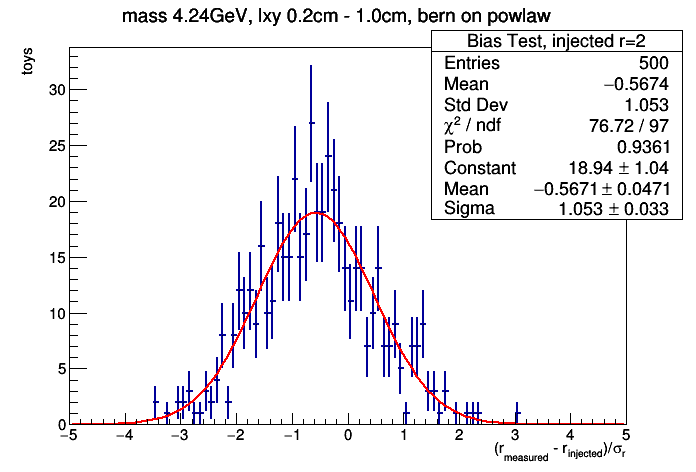 mass 4.24GeV, lxy 0.2cm - 1.0cm, bern on powlaw
Bias Test, injected r=2
Entries 500
Mean −0.5674
Std Dev 1.053
χ² / ndf 76.72 / 97
Prob 0.9361
Constant 18.94 ± 1.04
Mean −0.5671 ± 0.0471
Sigma 1.053 ± 0.033
toys
30
25
20
15
10
5
0
−5 −4 −3 −2 −1 0 1 2 3 4 5
(r_measured - r_injected)/σ_r